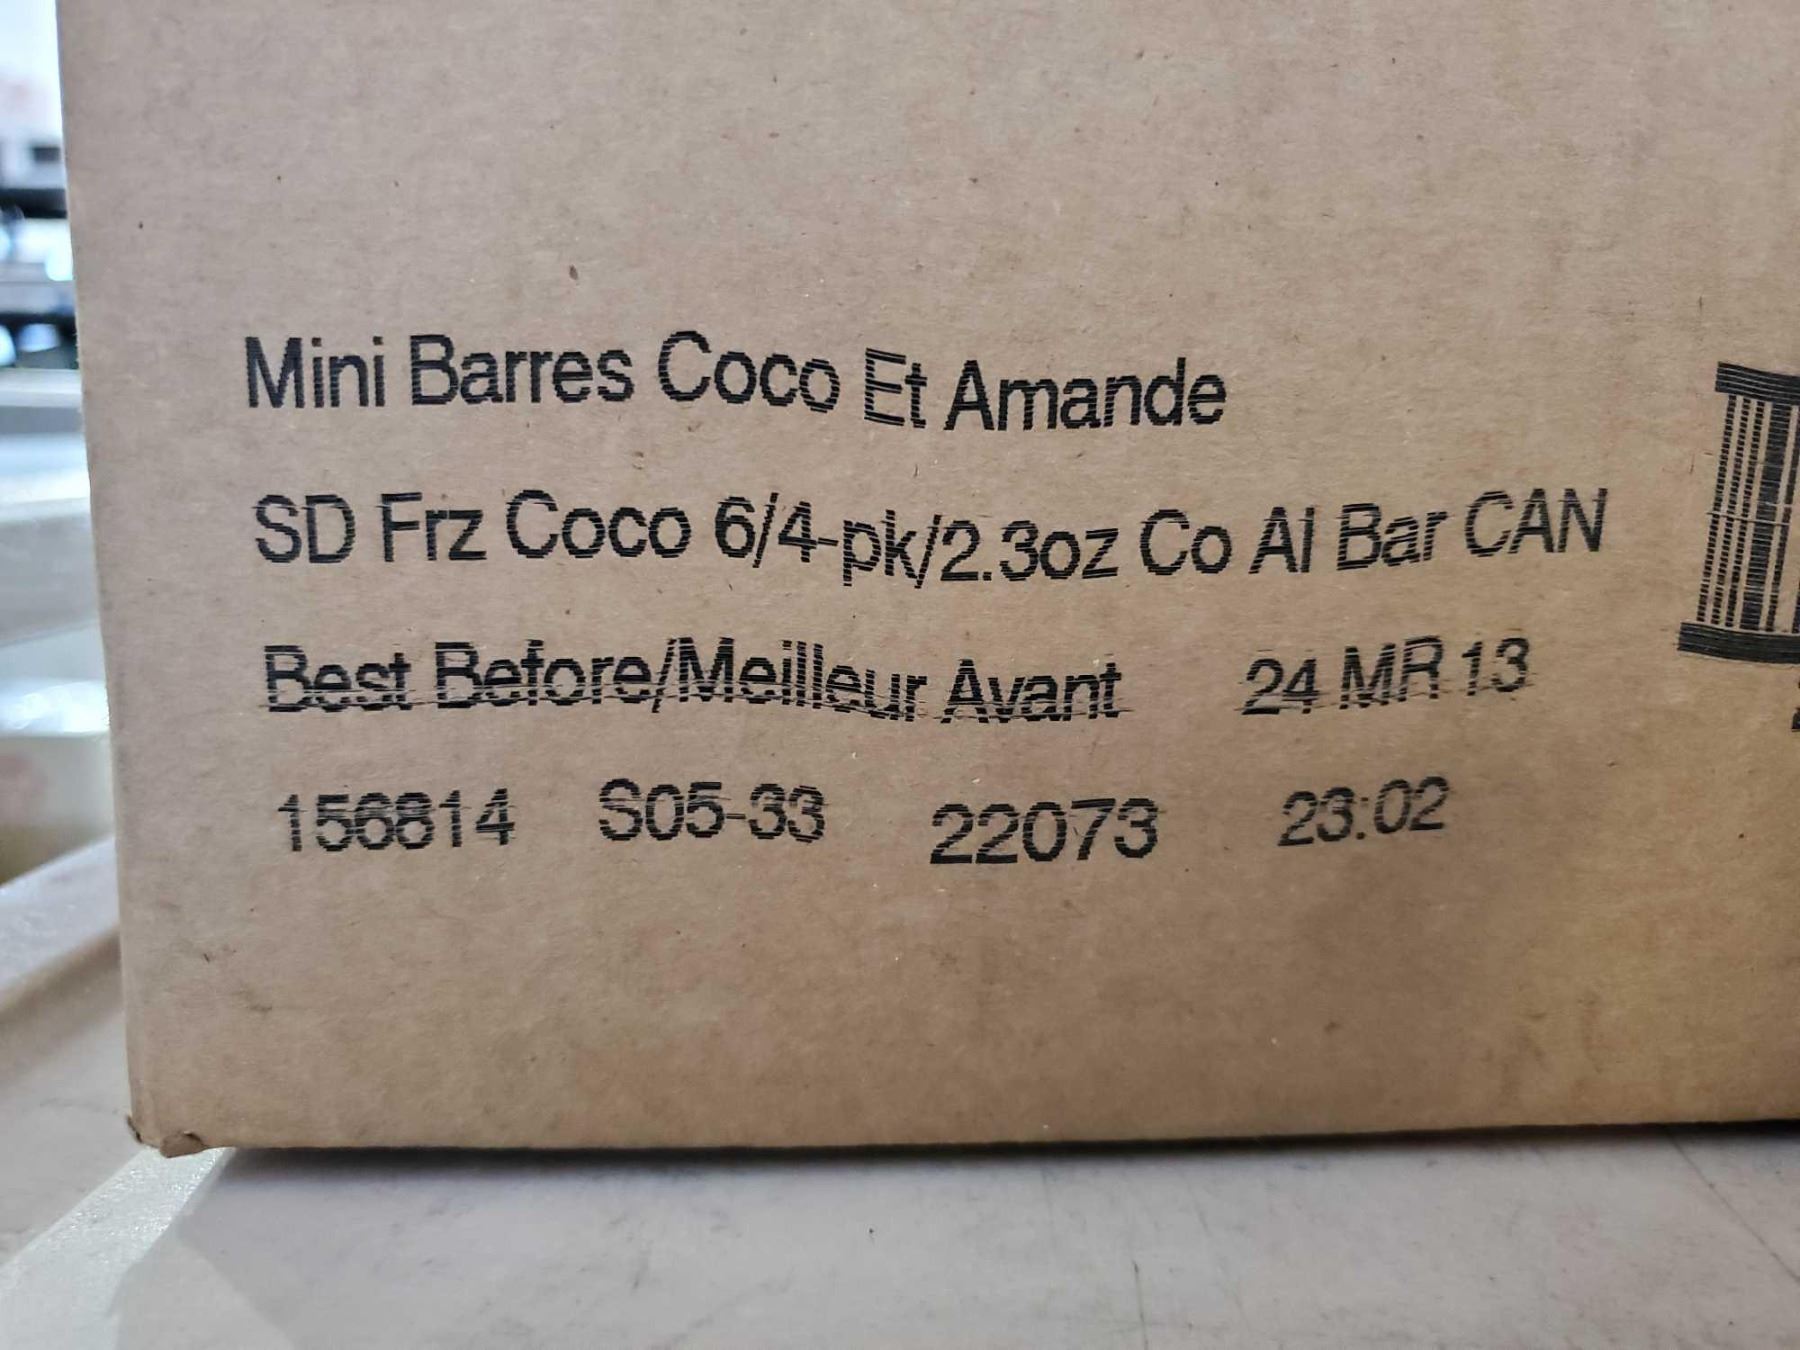 Mini Barres Coco Et Amande
SD Frz Coco 6/4-pk/2.3oz Co Al Bar CAN
Best Before/Meilleur Avant 24 MR 13
156814 S05-33 22073 23:02